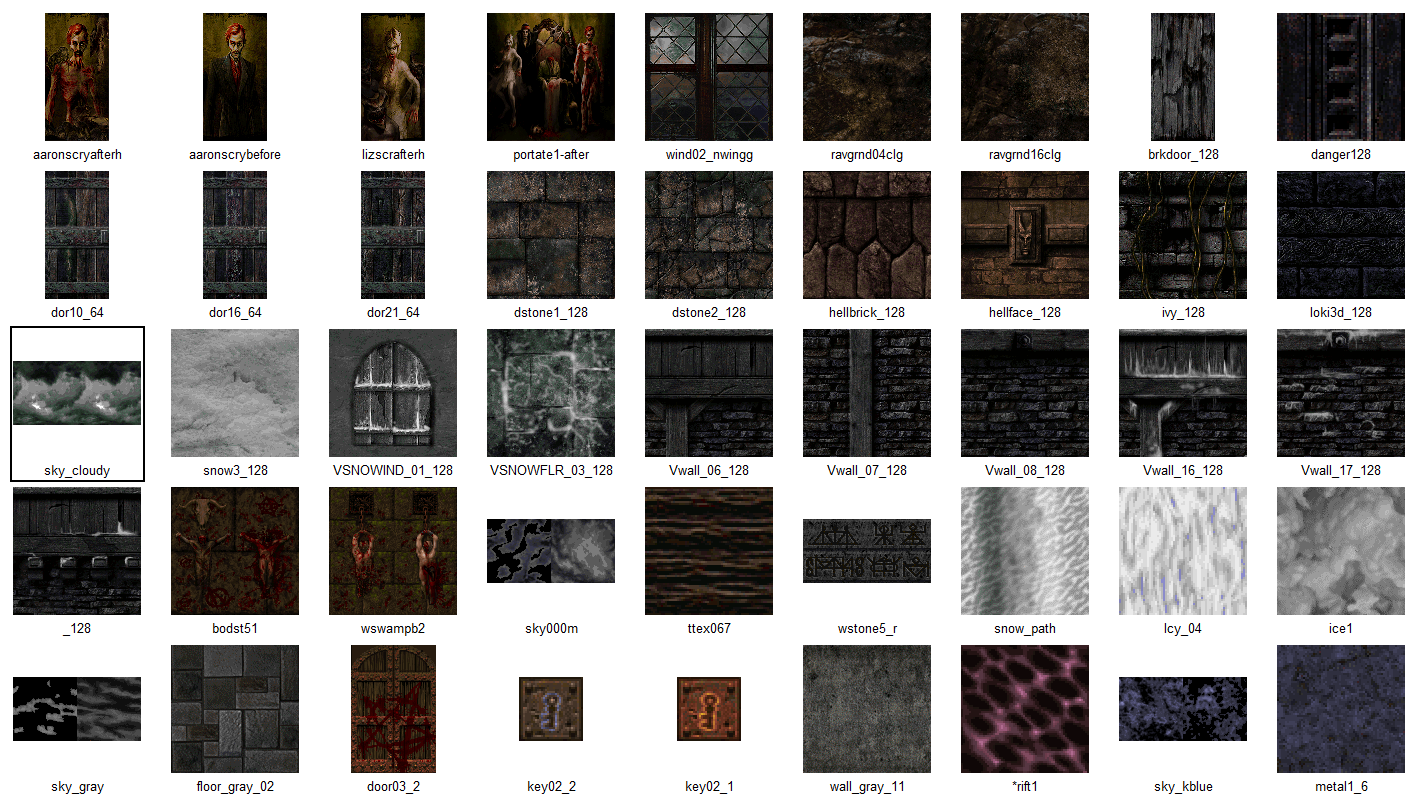 aaronscryafterh
aaronscrybefore
lizscrafterh
portate1-after
wind02_nwingg
ravgrnd04clg
ravgrnd16clg
brkdoor_128
danger128
dor10_64
dor16_64
dor21_64
dstone1_128
dstone2_128
hellbrick_128
hellface_128
ivy_128
loki3d_128
sky_cloudy
snow3_128
VSNOWIND_01_128
VSNOWFLR_03_128
Vwall_06_128
Vwall_07_128
Vwall_08_128
Vwall_16_128
Vwall_17_128
_128
bodst51
wswampb2
sky000m
ttex067
wstone5_r
snow_path
Icy_04
ice1
sky_gray
floor_gray_02
door03_2
key02_2
key02_1
wall_gray_11
*rift1
sky_kblue
metal1_6